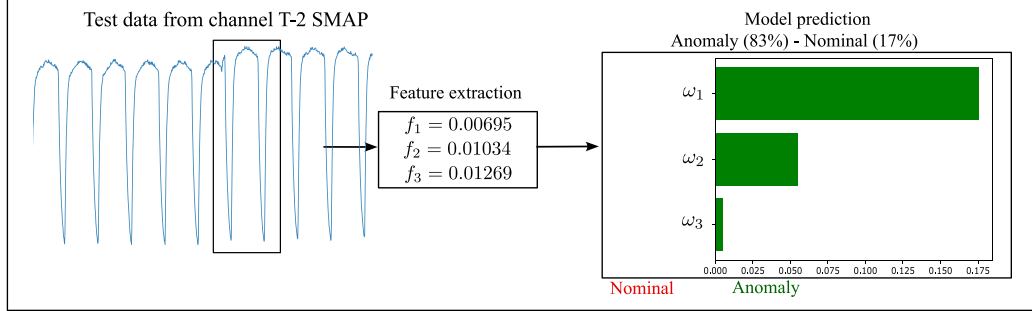 Test data from channel T-2 SMAP
Feature extraction
f₁ = 0.00695
f₂ = 0.01034
f₃ = 0.01269
Model prediction
Anomaly (83%) - Nominal (17%)
ω₁
ω₂
ω₃
0.000 0.025 0.050 0.075 0.100 0.125 0.150 0.175
Nominal Anomaly